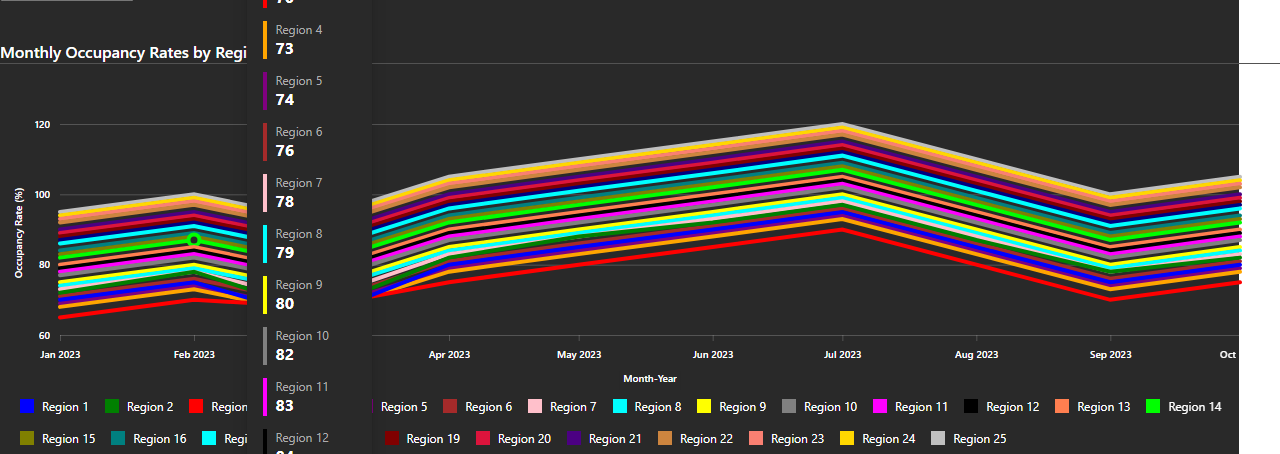 70
Region 4
73
Monthly Occupancy Rates by Regi
Region 5
74
120
Region 6
76
Region 7
78
100
Occupancy Rate (%)
Region 8
79
80
Region 9
80
Region 10
82
60
Jan 2023 Feb 2023 Apr 2023 May 2023 Jun 2023 Jul 2023 Aug 2023 Sep 2023 Oct
Month-Year
Region 11
83
Region 1 Region 2 Region Region 5 Region 6 Region 7 Region 8 Region 9 Region 10 Region 11 Region 12 Region 13 Region 14
Region 12
Region 15 Region 16 Regi Region 19 Region 20 Region 21 Region 22 Region 23 Region 24 Region 25